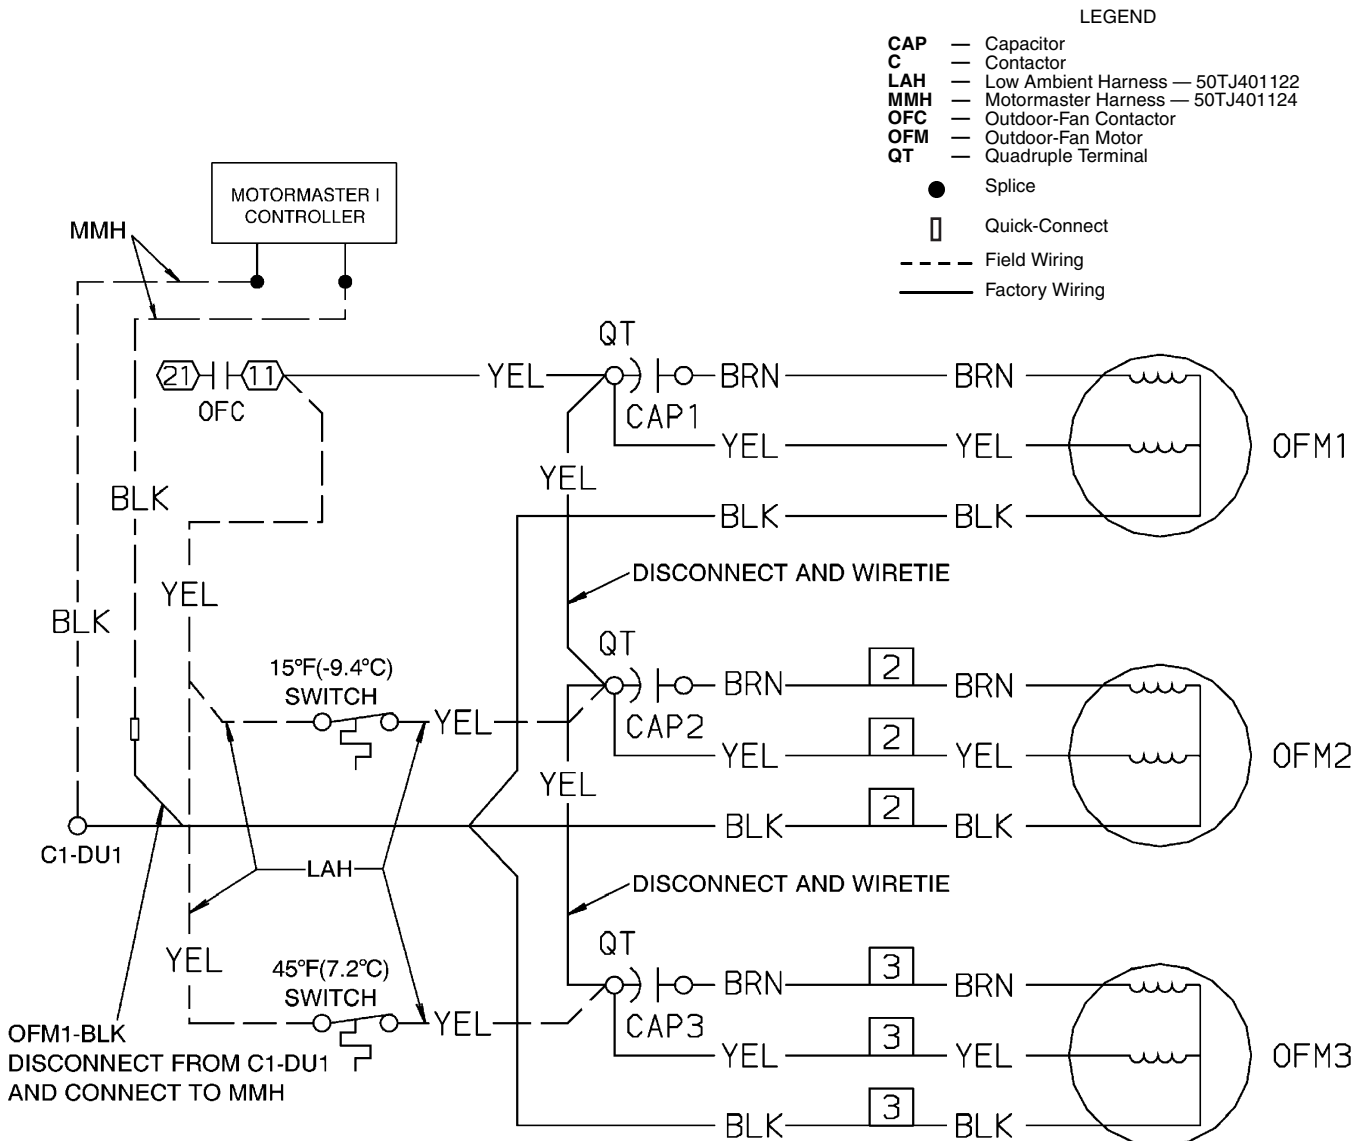 LEGEND
CAP — Capacitor
C — Contactor
LAH — Low Ambient Harness — 50TJ401122
MMH — Motormaster Harness — 50TJ401124
OFC — Outdoor-Fan Contactor
OFM — Outdoor-Fan Motor
QT — Quadruple Terminal
Splice
Quick-Connect
Field Wiring
Factory Wiring
MOTORMASTER I
CONTROLLER
MMH
QT
21 11 YEL BRN BRN
OFC CAP1
YEL YEL OFM1
YEL
BLK
BLK BLK
DISCONNECT AND WIRETIE
YEL
BLK
QT
15°F(-9.4°C)
SWITCH
2
BRN BRN
YEL CAP2
2
YEL YEL OFM2
YEL
2
BLK BLK
C1-DU1
LAH
DISCONNECT AND WIRETIE
QT
YEL
45°F(7.2°C)
SWITCH
3
BRN BRN
YEL CAP3
3
YEL YEL OFM3
OFM1-BLK
DISCONNECT FROM C1-DU1
AND CONNECT TO MMH
3
BLK BLK